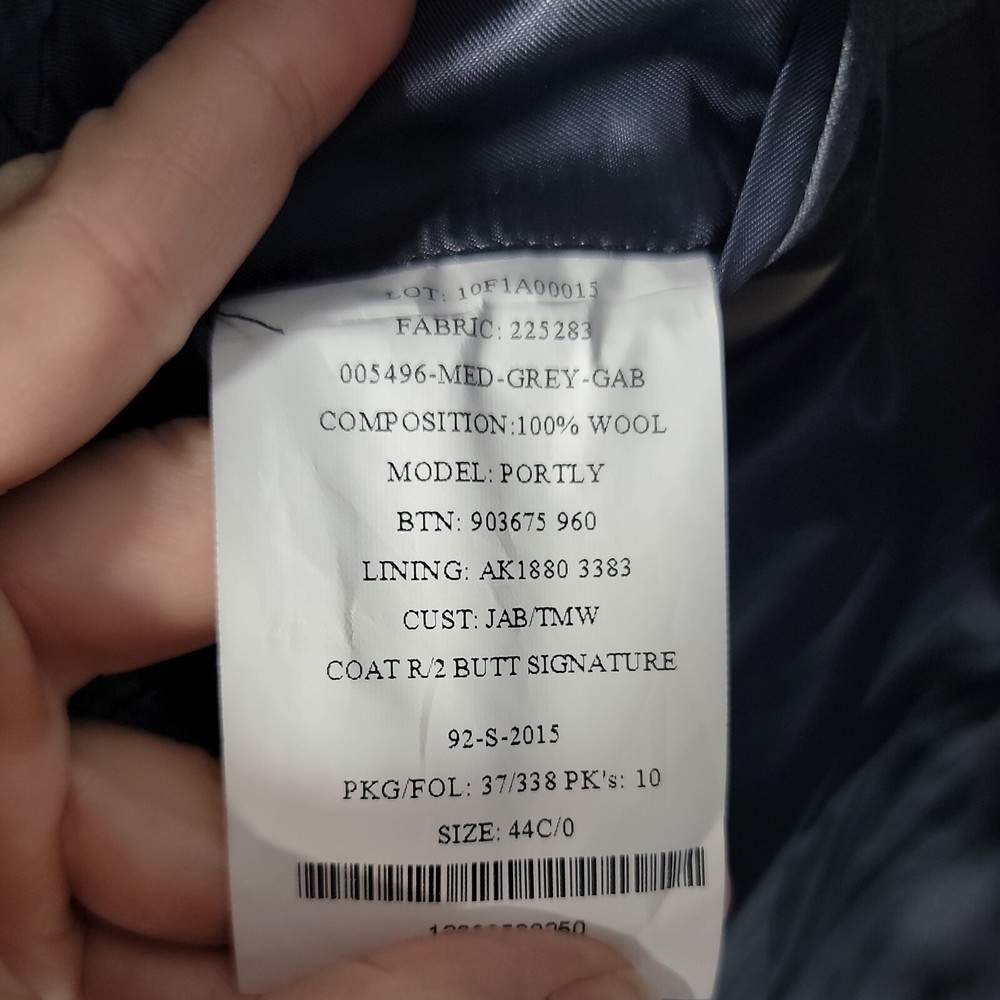 LOT: 10F1A00015
FABRIC: 225283
005496-MED-GREY-GAB
COMPOSITION:100% WOOL
MODEL: PORTLY
BTN: 903675 960
LINING: AK1880 3383
CUST: JAB/TMW
COAT R/2 BUTT SIGNATURE
92-S-2015
PKG/FOL: 37/338 PK's: 10
SIZE: 44C/0